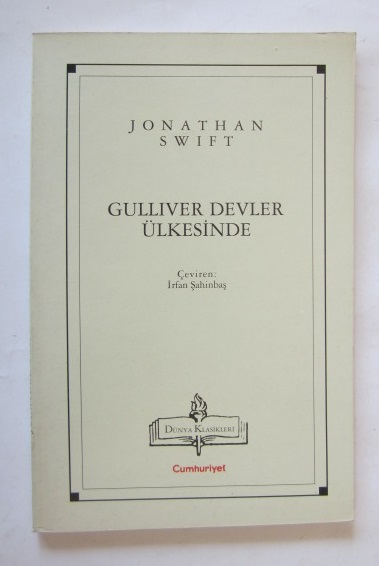 JONATHAN
SWIFT
GULLIVER DEVLER
ÜLKESİNDE
Çeviren:
İrfan Şahinbaş
DÜNYA KLASİKLERİ
Cumhuriyet